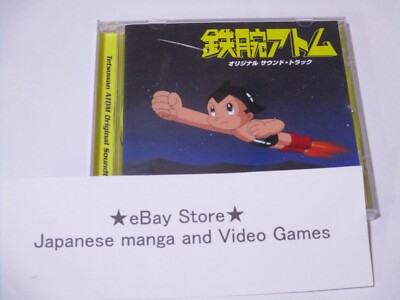 鉄腕アトム
オリジナル サウンド・トラック
Tetsuwan ATOM Original Soundt
★eBay Store★
Japanese manga and Video Games